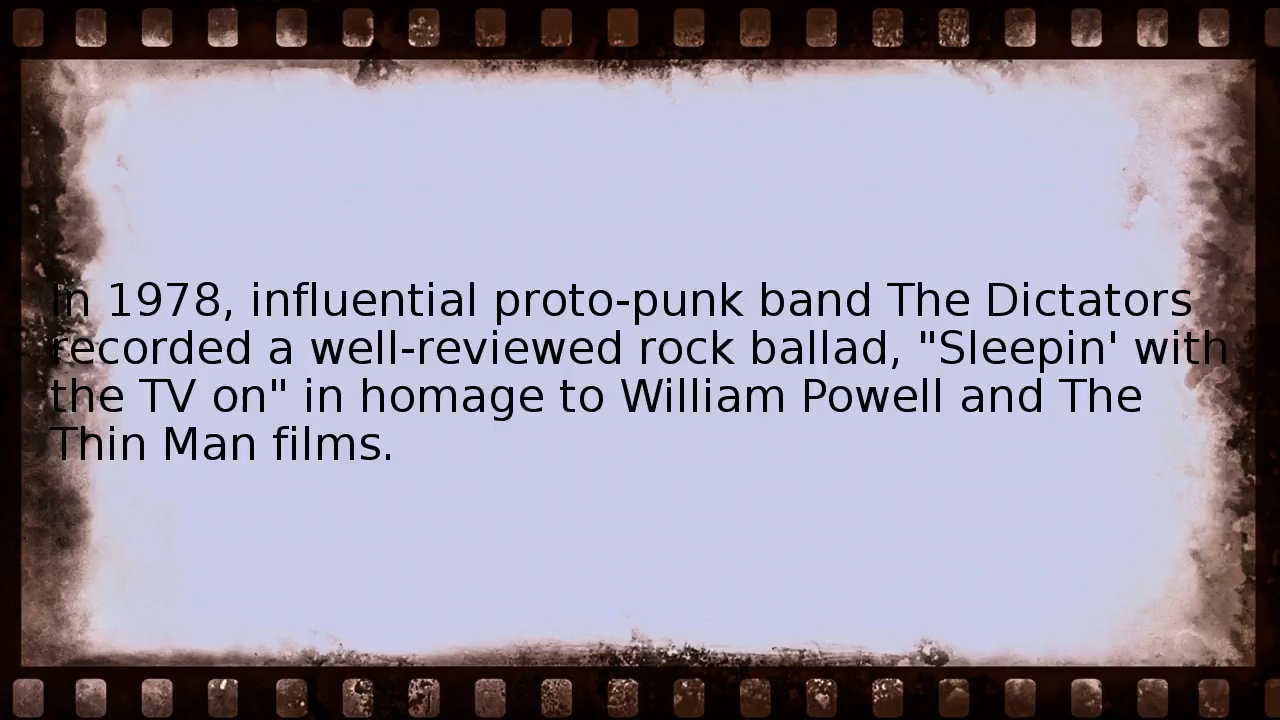 In 1978, influential proto-punk band The Dictators
recorded a well-reviewed rock ballad, "Sleepin' with
the TV on" in homage to William Powell and The
Thin Man films.